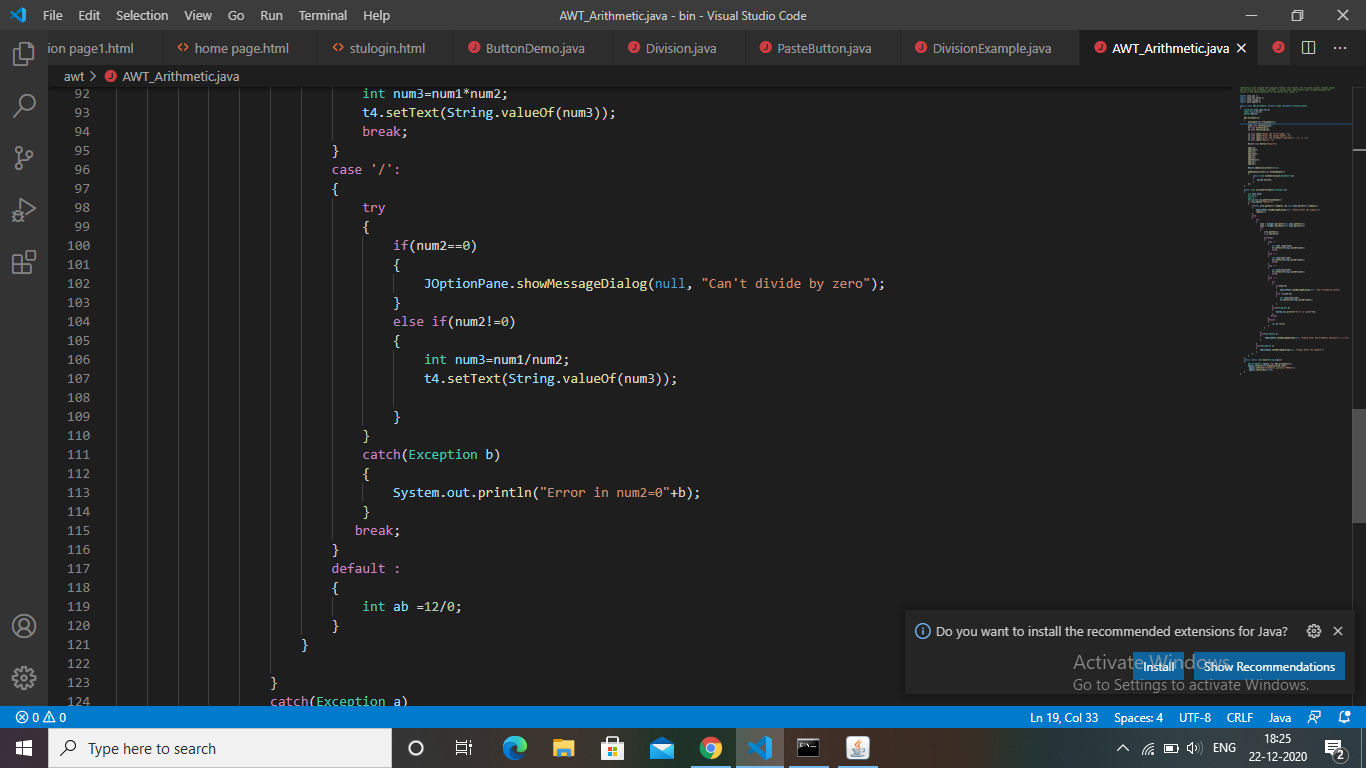 File Edit Selection View Go Run Terminal Help AWT_Arithmetic.java - bin - Visual Studio Code
ion page1.html <> home page.html <> stulogin.html J ButtonDemo.java J Division.java J PasteButton.java J DivisionExample.java J AWT_Arithmetic.java J
awt > J AWT_Arithmetic.java
92 int num3=num1*num2;
93 t4.setText(String.valueOf(num3));
94 break;
95 }
96 case '/':
97 {
98 try
99 {
100 if(num2==0)
101 {
102 JOptionPane.showMessageDialog(null, "Can't divide by zero");
103 }
104 else if(num2!=0)
105 {
106 int num3=num1/num2;
107 t4.setText(String.valueOf(num3));
108
109 }
110 }
111 catch(Exception b)
112 {
113 System.out.println("Error in num2=0"+b);
114 }
115 break;
116 }
117 default :
118 {
119 int ab =12/0;
120 }
121 }
122
123 }
124 catch(Exception a)
Do you want to install the recommended extensions for Java?
Install Show Recommendations
Activate Windows
Go to Settings to activate Windows.
0 0 Ln 19, Col 33 Spaces: 4 UTF-8 CRLF Java
Type here to search
ENG 18:25
22-12-2020 2